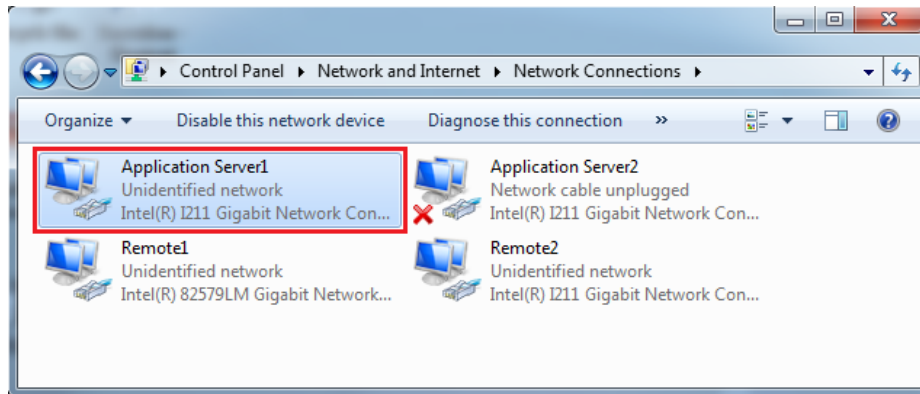 Control Panel ▸ Network and Internet ▸ Network Connections ▸
Organize ▾ Disable this network device Diagnose this connection »
Application Server1
Unidentified network
Intel(R) I211 Gigabit Network Con...
Application Server2
Network cable unplugged
Intel(R) I211 Gigabit Network Con...
Remote1
Unidentified network
Intel(R) 82579LM Gigabit Network...
Remote2
Unidentified network
Intel(R) I211 Gigabit Network Con...